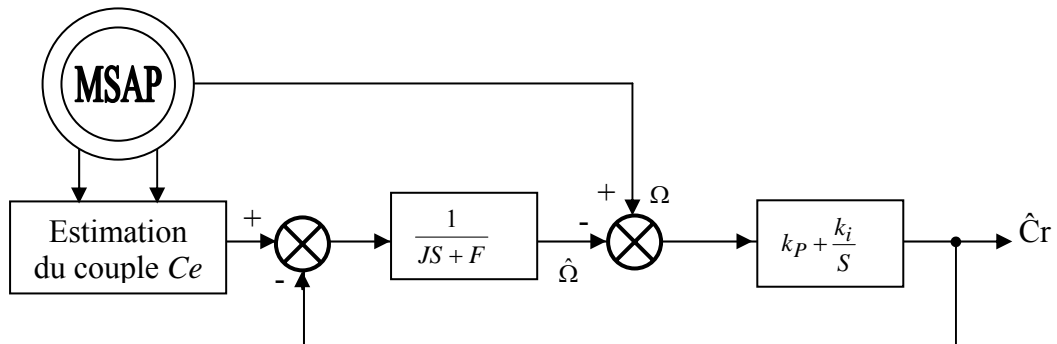 MSAP
+ Ω
Estimation
du couple Ce
+
-
1
JS + F
-
Ω̂
k_P + k_i
S
Ĉr